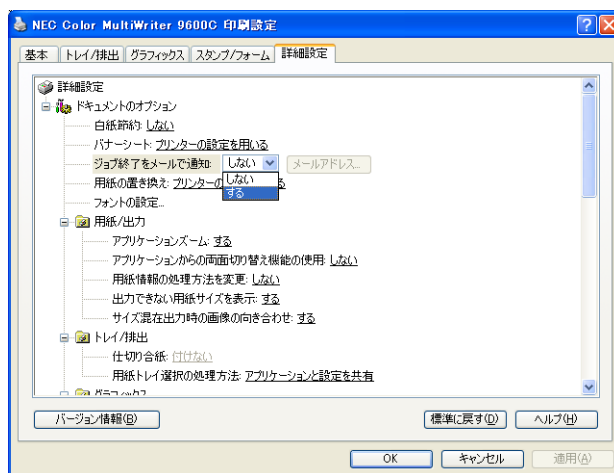 NEC Color MultiWriter 9600C 印刷設定
基本 トレイ/排出 グラフィックス スタンプ/フォーム 詳細設定
詳細設定
ドキュメントのオプション
白紙節約: しない
バナーシート: プリンターの設定を用いる
ジョブ終了をメールで通知: しない メールアドレス...
しない
する
用紙の置き換え: プリンターの る
フォントの設定...
用紙/出力
アプリケーションズーム: する
アプリケーションからの両面切り替え機能の使用: しない
用紙情報の処理方法を変更: しない
出力できない用紙サイズを表示: する
サイズ混在出力時の画像の向き合わせ: する
トレイ/排出
仕切り合紙: 付けない
用紙トレイ選択の処理方法: アプリケーションと設定を共有
グラフィックス
バージョン情報(B) 標準に戻す(D) ヘルプ(H)
OK キャンセル 適用(A)